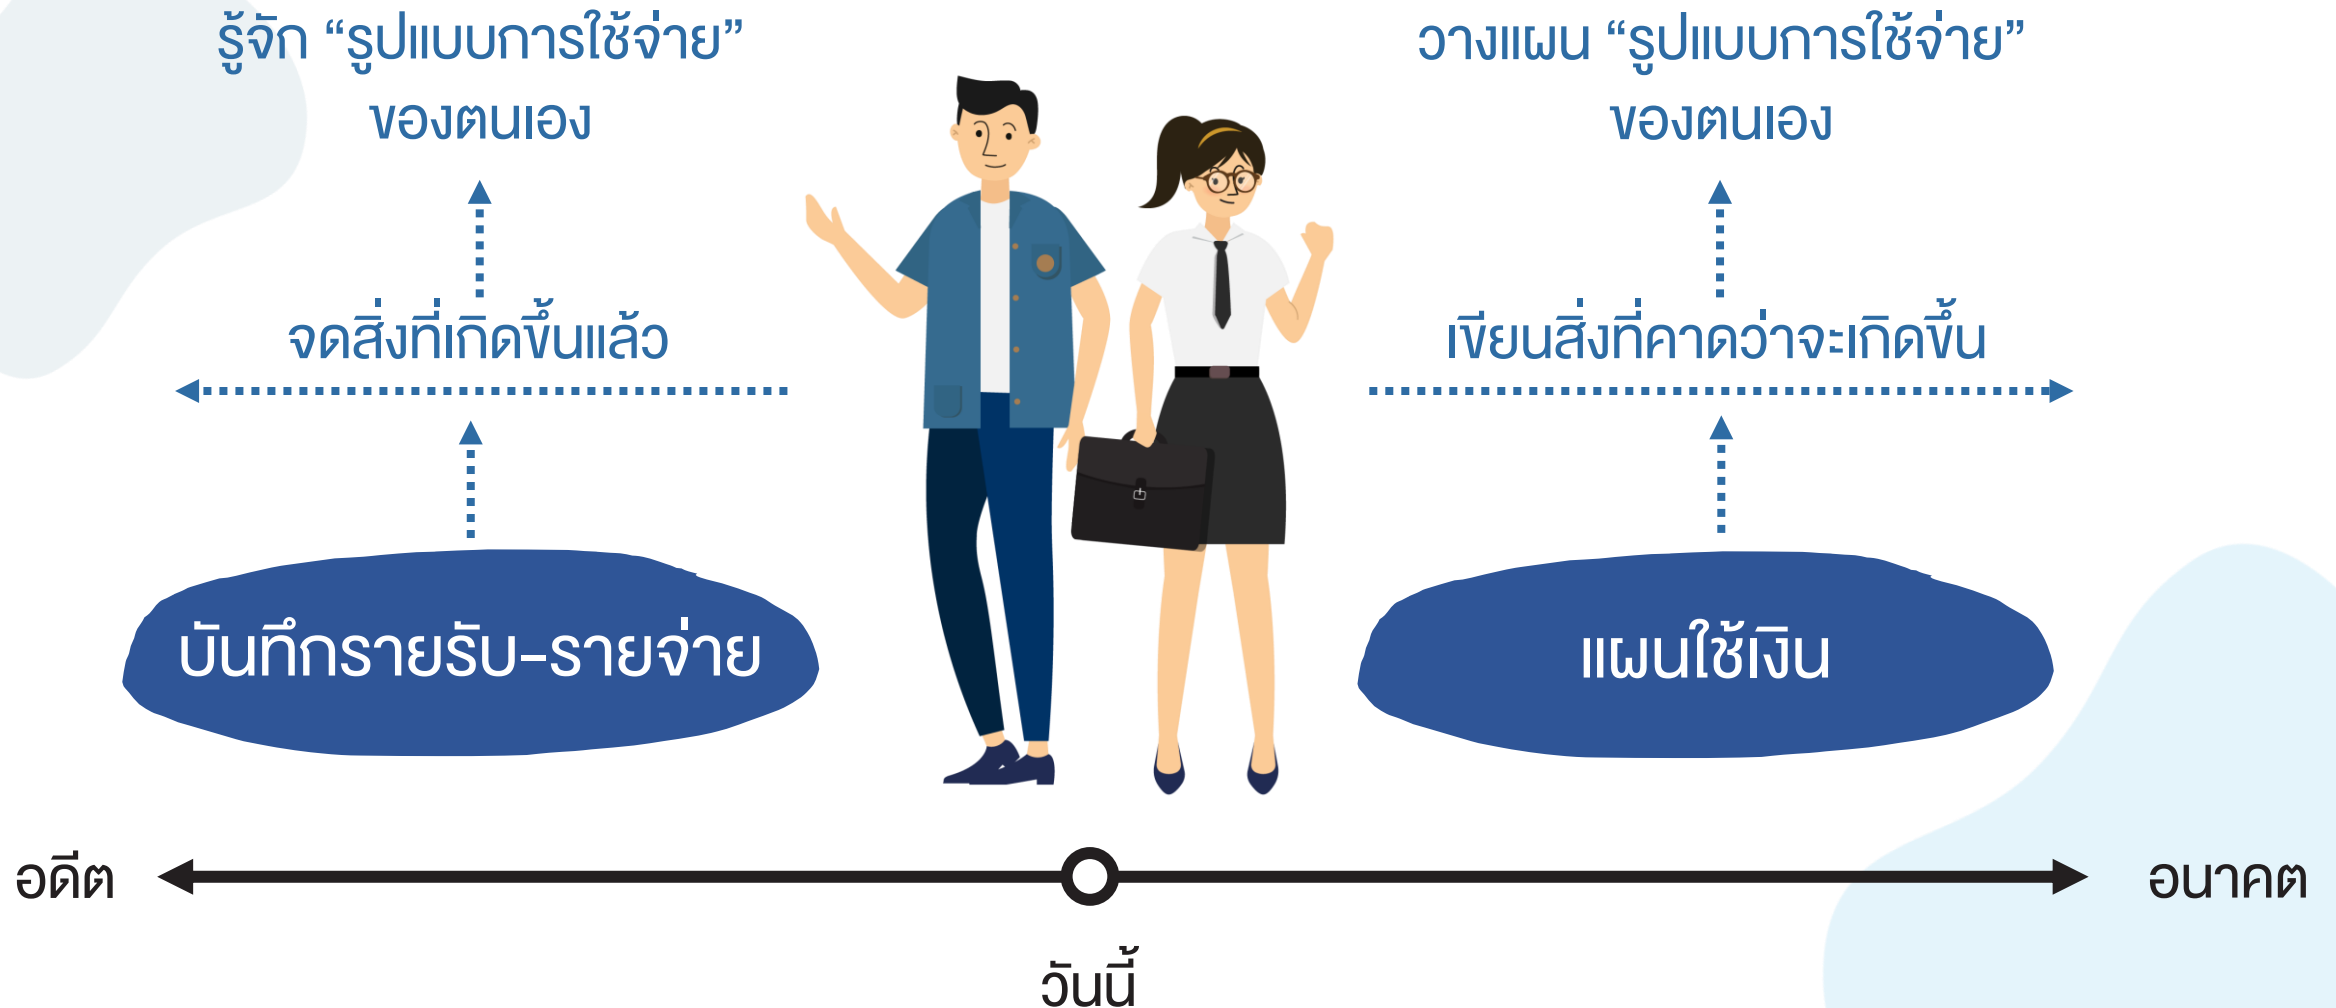 รู้จัก “รูปแบบการใช้จ่าย”
ของตนเอง
จดสิ่งที่เกิดขึ้นแล้ว
บันทึกรายรับ-รายจ่าย
วางแผน “รูปแบบการใช้จ่าย”
ของตนเอง
เขียนสิ่งที่คาดว่าจะเกิดขึ้น
แผนใช้เงิน
อดีต
วันนี้
อนาคต